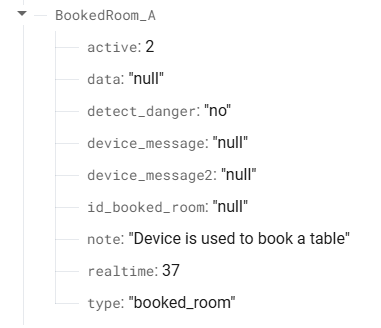 BookedRoom_A
active: 2
data: "null"
detect_danger: "no"
device_message: "null"
device_message2: "null"
id_booked_room: "null"
note: "Device is used to book a table"
realtime: 37
type: "booked_room"